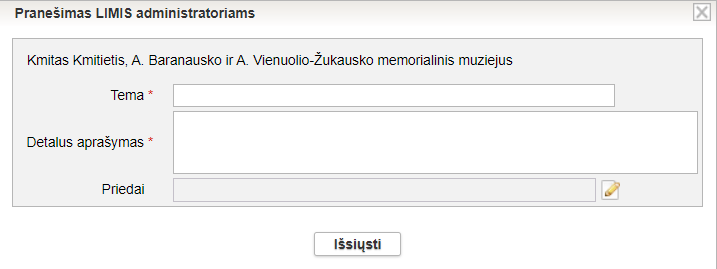 Pranešimas LIMIS administratoriams
Kmitas Kmitietis, A. Baranausko ir A. Vienuolio-Žukausko memorialinis muziejus
Tema *
Detalus aprašymas *
Priedai
Išsiųsti